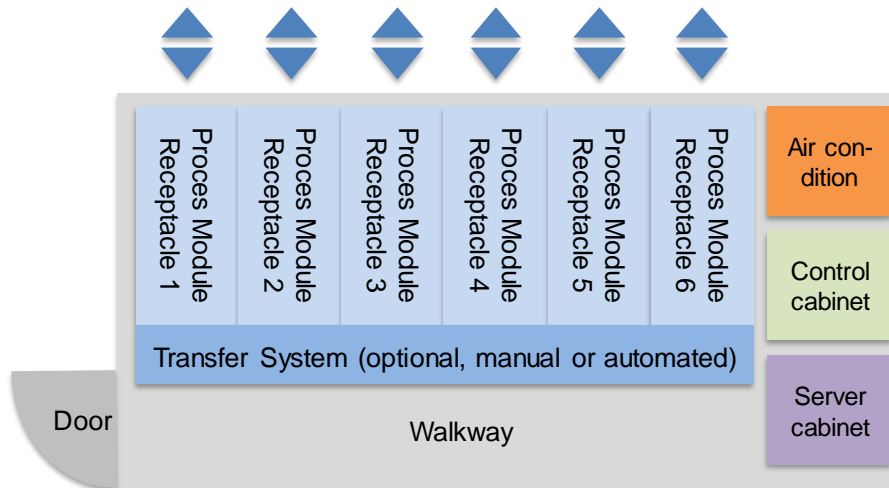 Proces Module
Receptacle 1
Proces Module
Receptacle 2
Proces Module
Receptacle 3
Proces Module
Receptacle 4
Proces Module
Receptacle 5
Proces Module
Receptacle 6
Air con-
dition
Control
cabinet
Transfer System (optional, manual or automated)
Server
cabinet
Door
Walkway